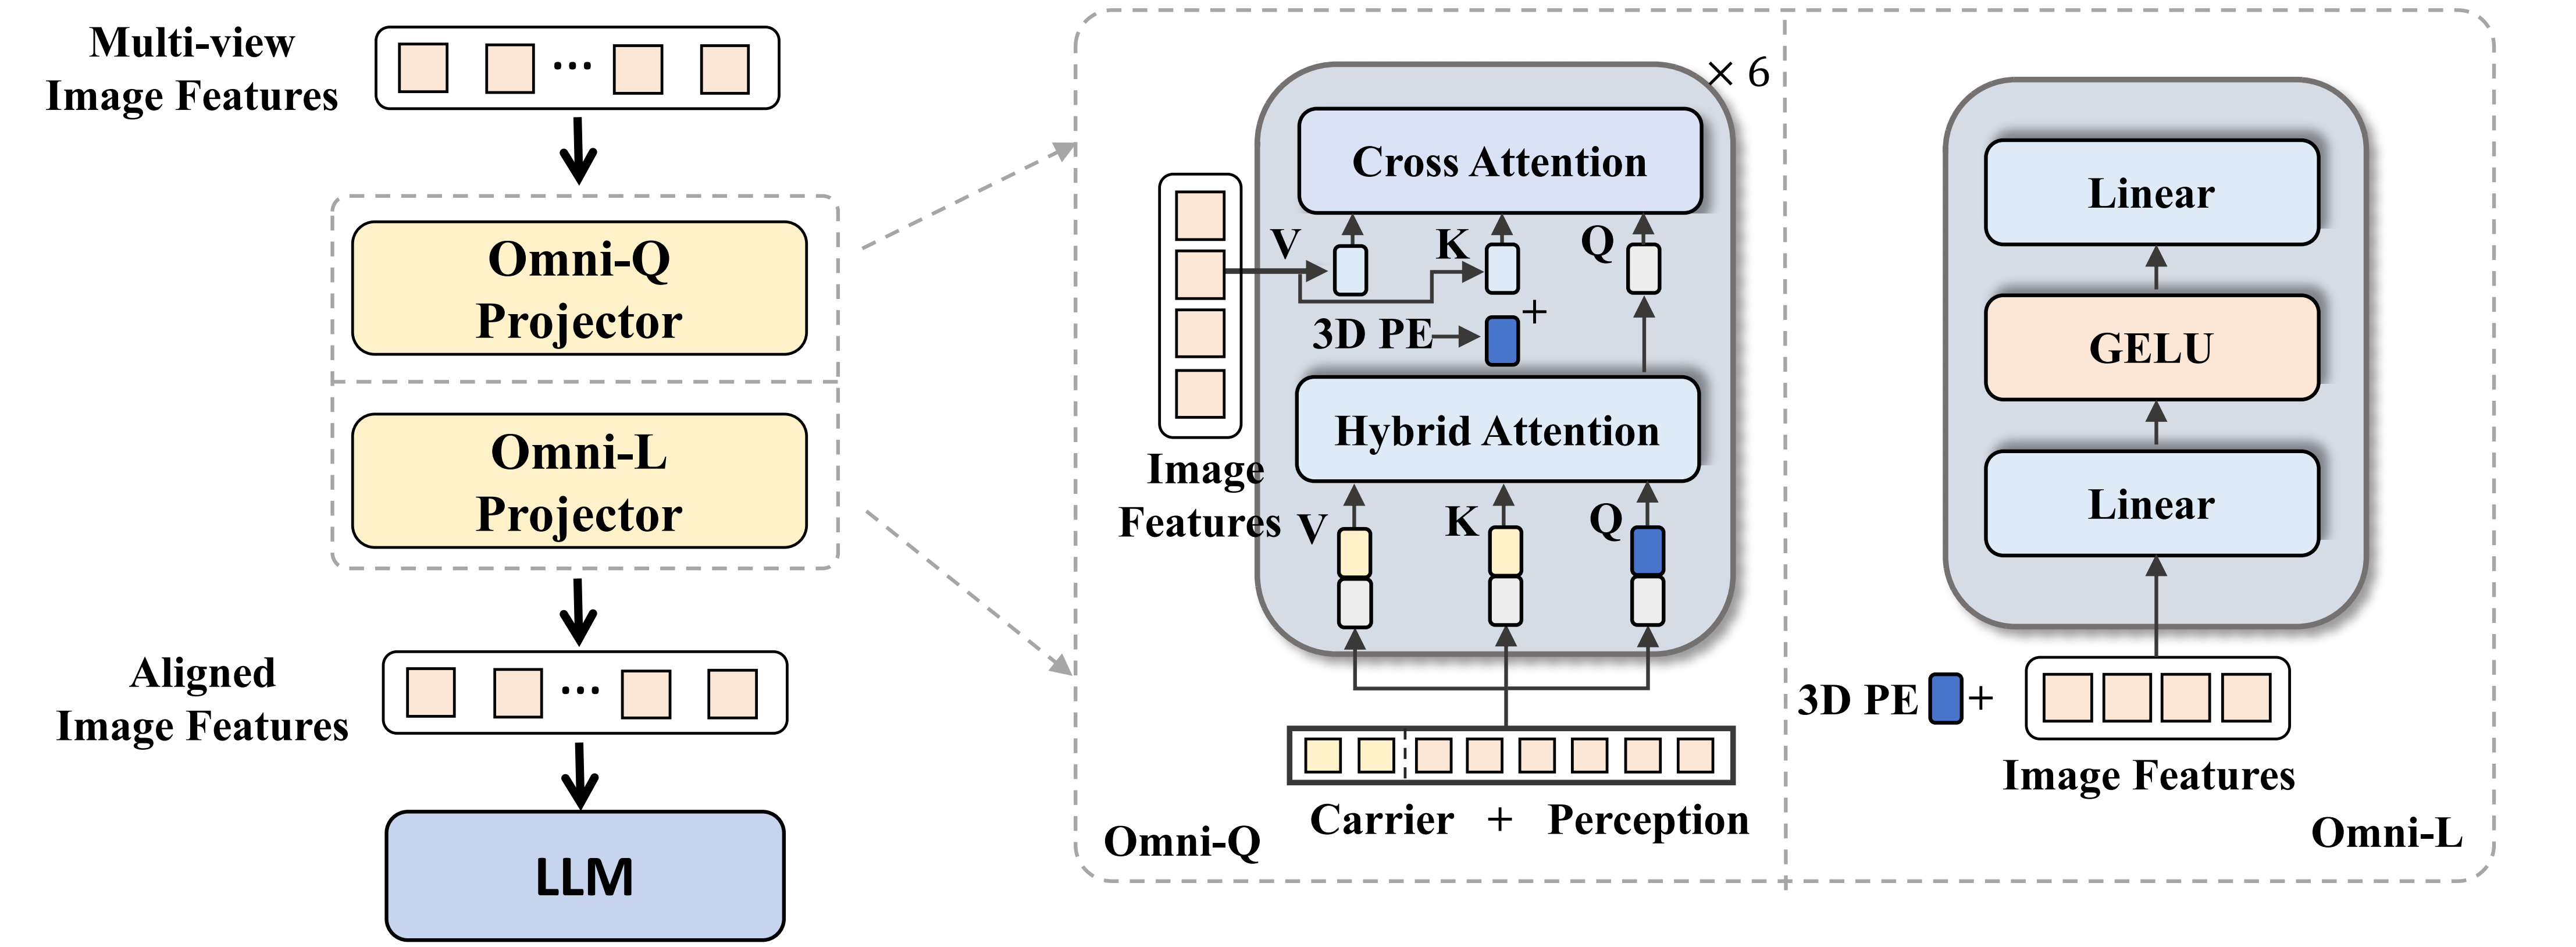 Multi-view
Image Features
...
Omni-Q
Projector
Omni-L
Projector
Aligned
Image Features
...
LLM
× 6
Cross Attention
V
K
Q
3D PE
+
Hybrid Attention
Image
Features
V
K
Q
Carrier + Perception
Omni-Q
Linear
GELU
Linear
3D PE +
Image Features
Omni-L